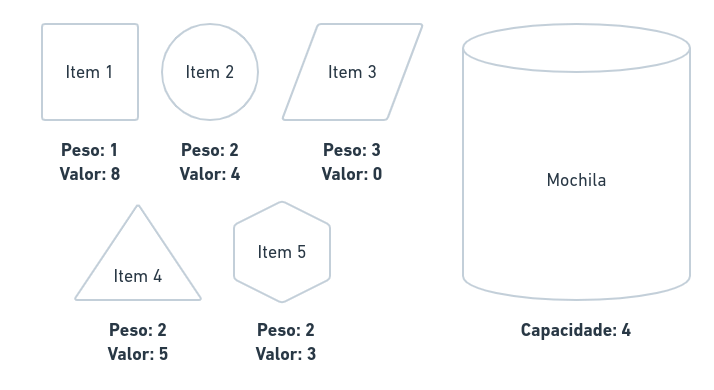 Item 1
Item 2
Item 3
Peso: 1
Valor: 8
Peso: 2
Valor: 4
Peso: 3
Valor: 0
Mochila
Item 4
Item 5
Peso: 2
Valor: 5
Peso: 2
Valor: 3
Capacidade: 4